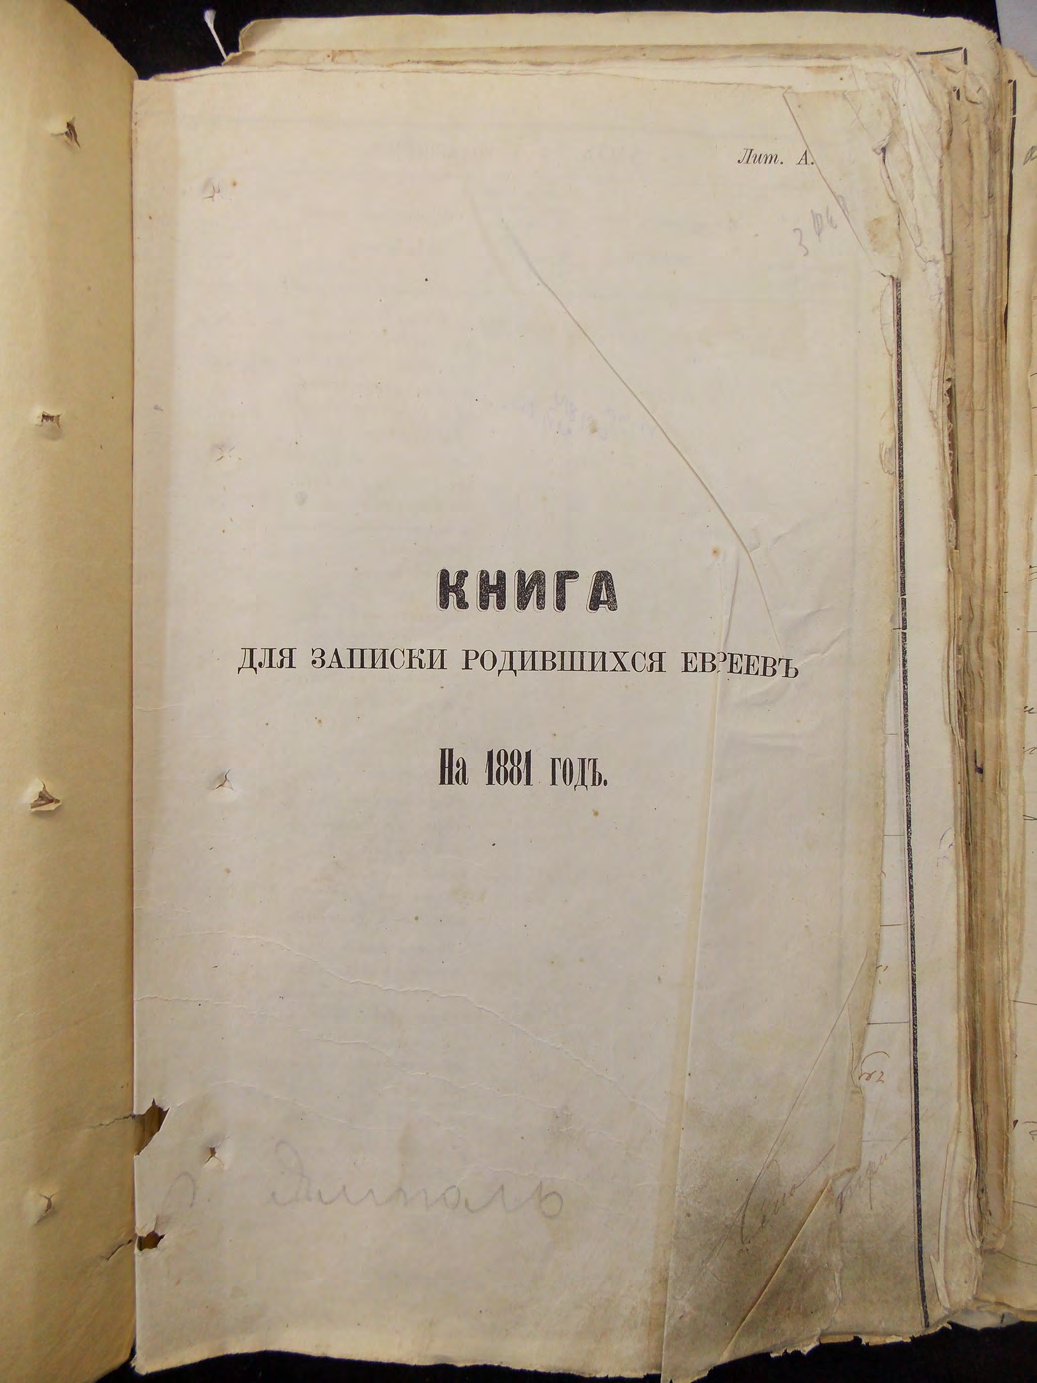 Лит. А.
КНИГА
ДЛЯ ЗАПИСКИ РОДИВШИХСЯ ЕВРЕЕВЪ
На 1881 годъ.